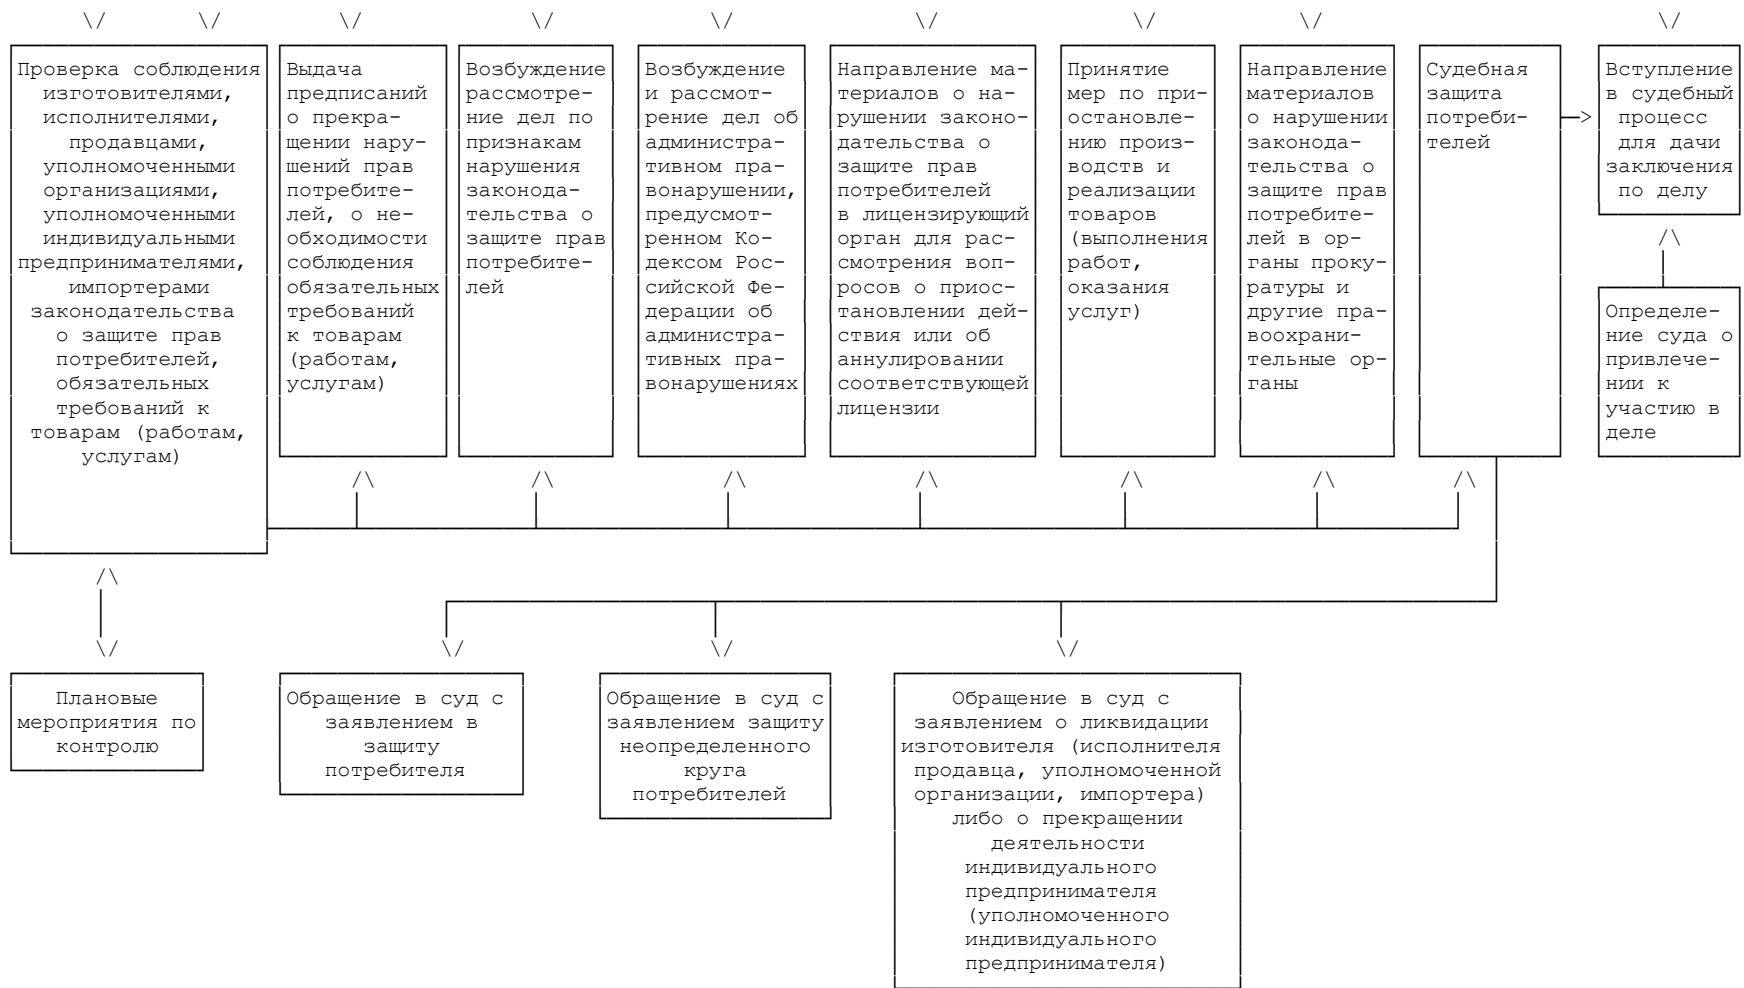 \/ \/ \/ \/ \/ \/ \/ \/ \/
Проверка соблюдения
изготовителями,
исполнителями,
продавцами,
уполномоченными
организациями,
уполномоченными
индивидуальными
предпринимателями,
импортерами
законодательства
о защите прав
потребителей,
обязательных
требований к
товарам (работам,
услугам)
Выдача
предписаний
о прекра-
щении нару-
шений прав
потребите-
лей, о не-
обходимости
соблюдения
обязательных
требований
к товарам
(работам,
услугам)
Возбуждение
рассмотре-
ние дел по
признакам
нарушения
законода-
тельства о
защите прав
потребите-
лей
Возбуждение
и рассмот-
рение дел об
администра-
тивном пра-
вонарушении,
предусмот-
ренном Ко-
дексом Рос-
сийской Фе-
дерации об
администра-
тивных пра-
вонарушениях
Направление ма-
териалов о на-
рушении законо-
дательства о
защите прав
потребителей
в лицензирующий
орган для рас-
смотрения воп-
росов о приос-
тановлении дей-
ствия или об
аннулировании
соответствующей
лицензии
Принятие
мер по при-
остановле-
нию произ-
водств и
реализации
товаров
(выполнения
работ,
оказания
услуг)
Направление
материалов
о нарушении
законода-
тельства о
защите прав
потребите-
лей в ор-
ганы проку-
ратуры и
другие пра-
воохрани-
тельные ор-
ганы
Судебная
защита
потреби-
телей
Вступление
в судебный
процесс
для дачи
заключения
по делу
Определе-
ние суда о
привлече-
нии к
участию в
деле
Плановые
мероприятия по
контролю
Обращение в суд с
заявлением в
защиту
потребителя
Обращение в суд с
заявлением защиту
неопределенного
круга
потребителей
Обращение в суд с
заявлением о ликвидации
изготовителя (исполнителя
продавца, уполномоченной
организации, импортера)
либо о прекращении
деятельности
индивидуального
предпринимателя
(уполномоченного
индивидуального
предпринимателя)